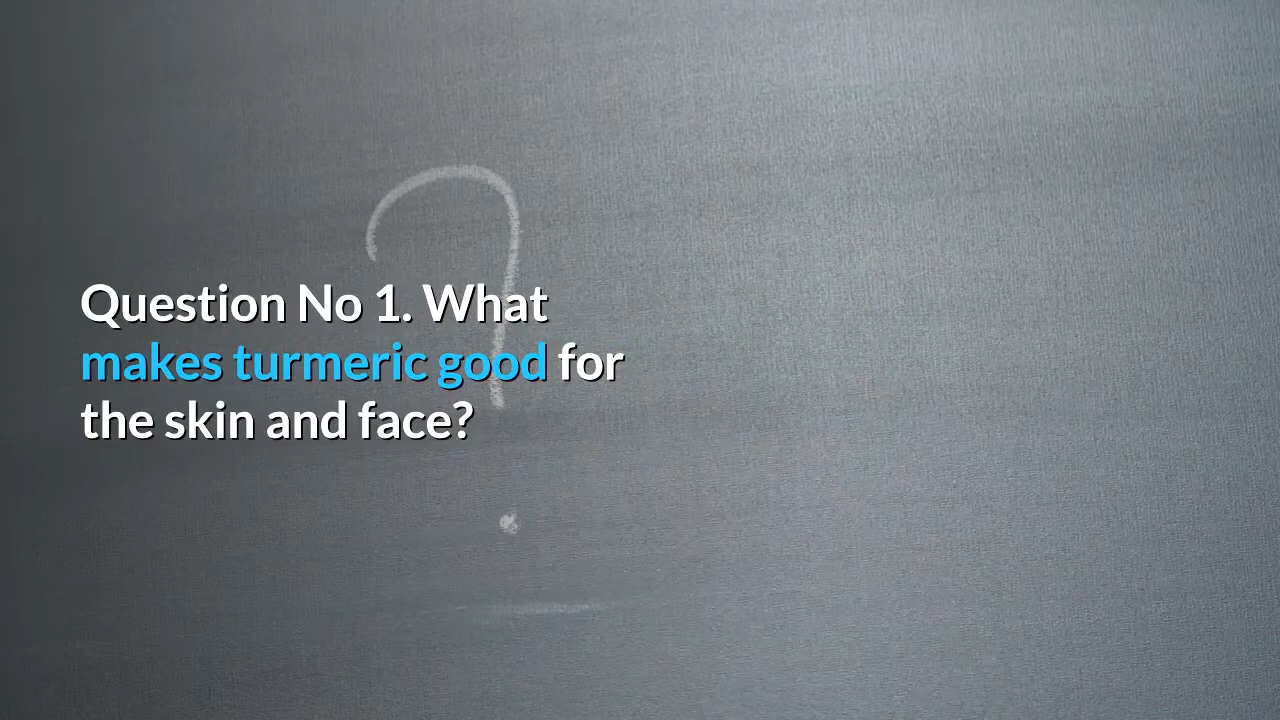 Question No 1. What
makes turmeric good for
the skin and face?